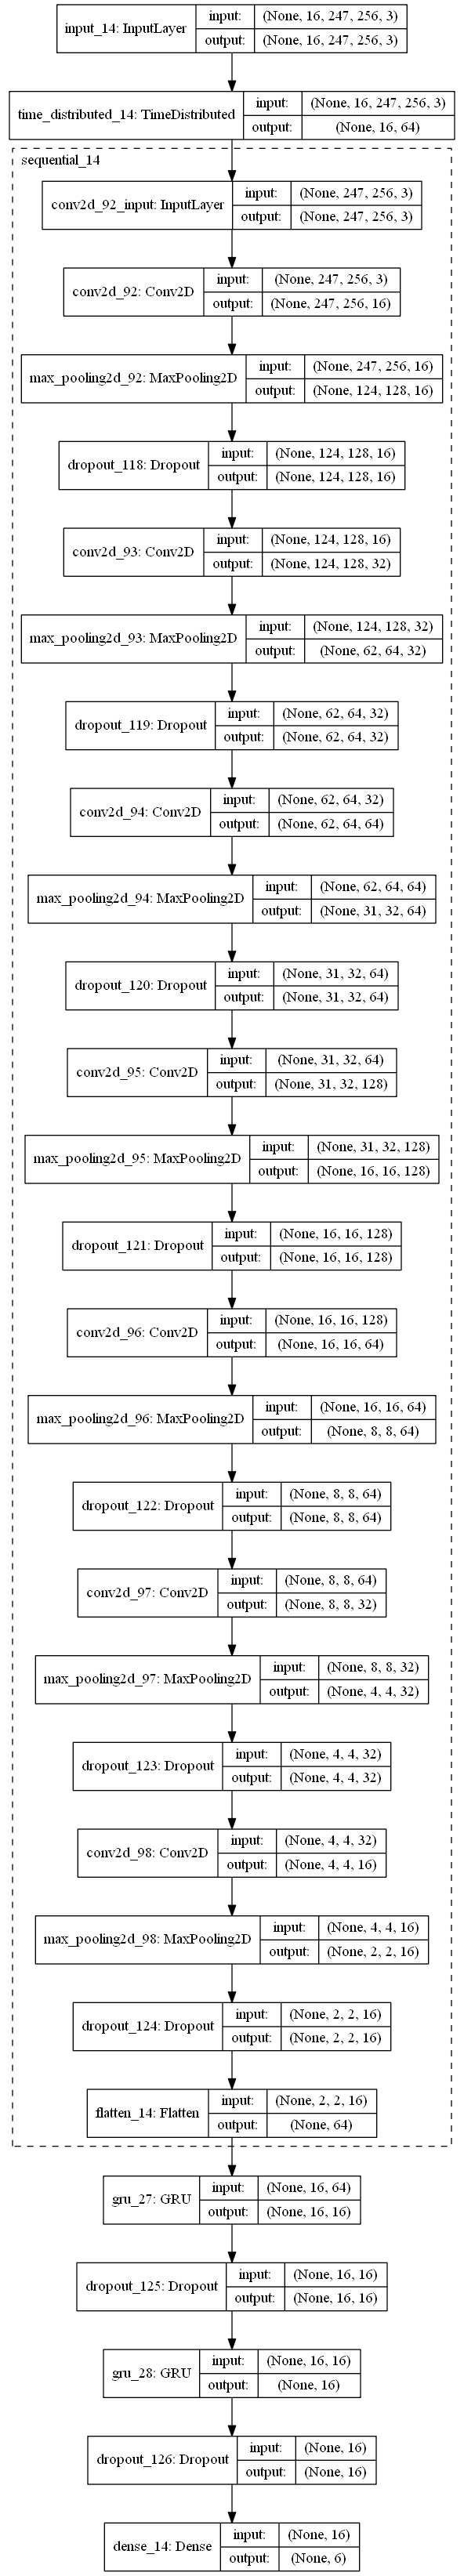 input_14: InputLayer
input: (None, 16, 247, 256, 3)
output: (None, 16, 247, 256, 3)
time_distributed_14: TimeDistributed
input: (None, 16, 247, 256, 3)
output: (None, 16, 64)
sequential_14
conv2d_92_input: InputLayer
input: (None, 247, 256, 3)
output: (None, 247, 256, 3)
conv2d_92: Conv2D
input: (None, 247, 256, 3)
output: (None, 247, 256, 16)
max_pooling2d_92: MaxPooling2D
input: (None, 247, 256, 16)
output: (None, 124, 128, 16)
dropout_118: Dropout
input: (None, 124, 128, 16)
output: (None, 124, 128, 16)
conv2d_93: Conv2D
input: (None, 124, 128, 16)
output: (None, 124, 128, 32)
max_pooling2d_93: MaxPooling2D
input: (None, 124, 128, 32)
output: (None, 62, 64, 32)
dropout_119: Dropout
input: (None, 62, 64, 32)
output: (None, 62, 64, 32)
conv2d_94: Conv2D
input: (None, 62, 64, 32)
output: (None, 62, 64, 64)
max_pooling2d_94: MaxPooling2D
input: (None, 62, 64, 64)
output: (None, 31, 32, 64)
dropout_120: Dropout
input: (None, 31, 32, 64)
output: (None, 31, 32, 64)
conv2d_95: Conv2D
input: (None, 31, 32, 64)
output: (None, 31, 32, 128)
max_pooling2d_95: MaxPooling2D
input: (None, 31, 32, 128)
output: (None, 16, 16, 128)
dropout_121: Dropout
input: (None, 16, 16, 128)
output: (None, 16, 16, 128)
conv2d_96: Conv2D
input: (None, 16, 16, 128)
output: (None, 16, 16, 64)
max_pooling2d_96: MaxPooling2D
input: (None, 16, 16, 64)
output: (None, 8, 8, 64)
dropout_122: Dropout
input: (None, 8, 8, 64)
output: (None, 8, 8, 64)
conv2d_97: Conv2D
input: (None, 8, 8, 64)
output: (None, 8, 8, 32)
max_pooling2d_97: MaxPooling2D
input: (None, 8, 8, 32)
output: (None, 4, 4, 32)
dropout_123: Dropout
input: (None, 4, 4, 32)
output: (None, 4, 4, 32)
conv2d_98: Conv2D
input: (None, 4, 4, 32)
output: (None, 4, 4, 16)
max_pooling2d_98: MaxPooling2D
input: (None, 4, 4, 16)
output: (None, 2, 2, 16)
dropout_124: Dropout
input: (None, 2, 2, 16)
output: (None, 2, 2, 16)
flatten_14: Flatten
input: (None, 2, 2, 16)
output: (None, 64)
gru_27: GRU
input: (None, 16, 64)
output: (None, 16, 16)
dropout_125: Dropout
input: (None, 16, 16)
output: (None, 16, 16)
gru_28: GRU
input: (None, 16, 16)
output: (None, 16)
dropout_126: Dropout
input: (None, 16)
output: (None, 16)
dense_14: Dense
input: (None, 16)
output: (None, 6)